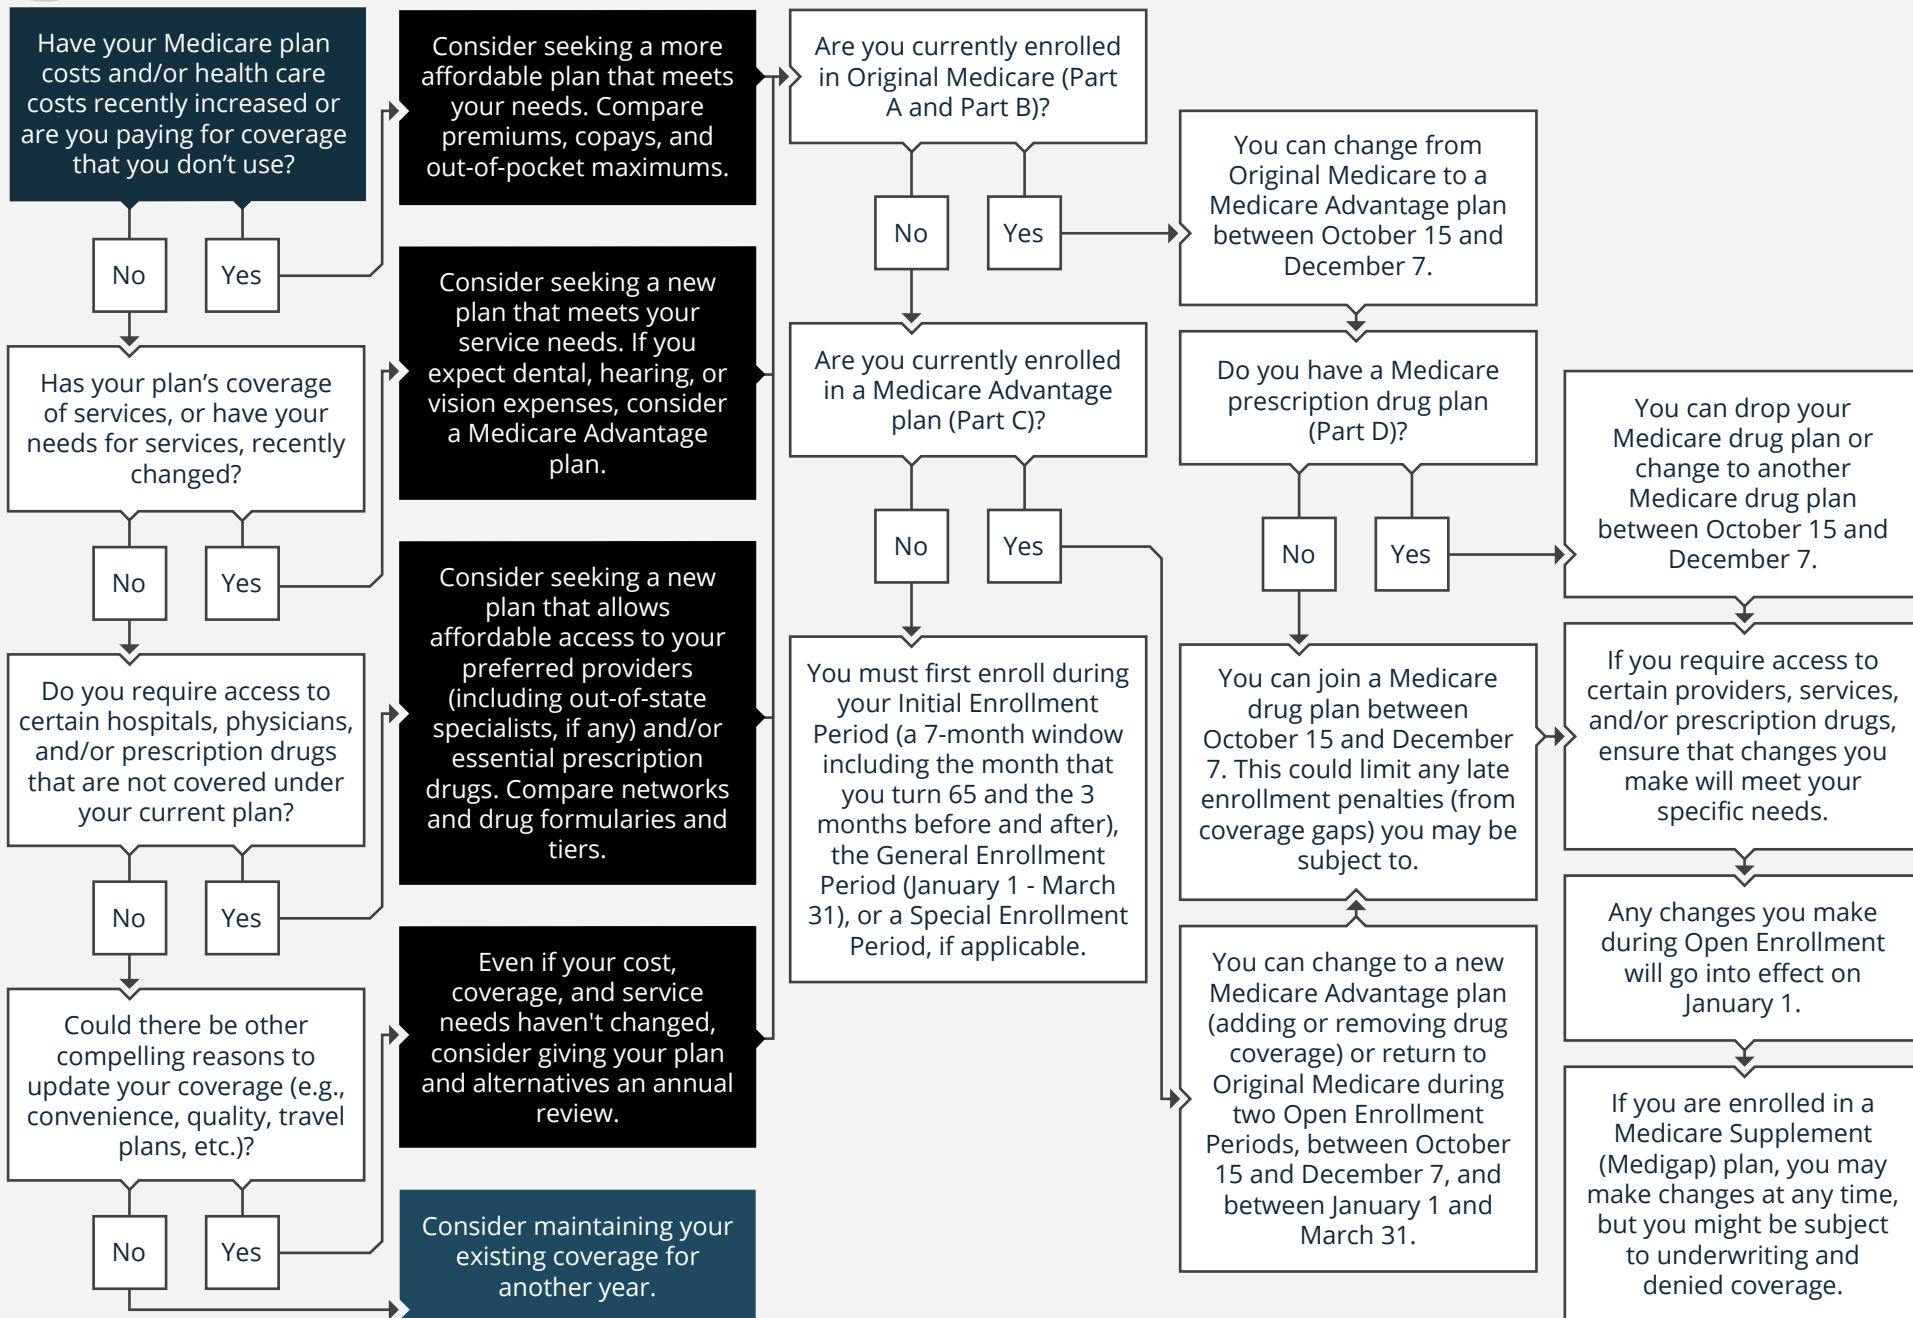 Have your Medicare plan
costs and/or health care
costs recently increased or
are you paying for coverage
that you don’t use?
No
Yes
Consider seeking a more
affordable plan that meets
your needs. Compare
premiums, copays, and
out-of-pocket maximums.
Has your plan’s coverage
of services, or have your
needs for services, recently
changed?
No
Yes
Consider seeking a new
plan that meets your
service needs. If you
expect dental, hearing, or
vision expenses, consider
a Medicare Advantage
plan.
Do you require access to
certain hospitals, physicians,
and/or prescription drugs
that are not covered under
your current plan?
No
Yes
Consider seeking a new
plan that allows
affordable access to your
preferred providers
(including out-of-state
specialists, if any) and/or
essential prescription
drugs. Compare networks
and drug formularies and
tiers.
Could there be other
compelling reasons to
update your coverage (e.g.,
convenience, quality, travel
plans, etc.)?
No
Yes
Even if your cost,
coverage, and service
needs haven't changed,
consider giving your plan
and alternatives an annual
review.
Consider maintaining your
existing coverage for
another year.
Are you currently enrolled
in Original Medicare (Part
A and Part B)?
No
Yes
Are you currently enrolled
in a Medicare Advantage
plan (Part C)?
No
Yes
You must first enroll during
your Initial Enrollment
Period (a 7-month window
including the month that
you turn 65 and the 3
months before and after),
the General Enrollment
Period (January 1 - March
31), or a Special Enrollment
Period, if applicable.
You can change from
Original Medicare to a
Medicare Advantage plan
between October 15 and
December 7.
Do you have a Medicare
prescription drug plan
(Part D)?
No
Yes
You can join a Medicare
drug plan between
October 15 and December
7. This could limit any late
enrollment penalties (from
coverage gaps) you may be
subject to.
You can change to a new
Medicare Advantage plan
(adding or removing drug
coverage) or return to
Original Medicare during
two Open Enrollment
Periods, between October
15 and December 7, and
between January 1 and
March 31.
You can drop your
Medicare drug plan or
change to another
Medicare drug plan
between October 15 and
December 7.
If you require access to
certain providers, services,
and/or prescription drugs,
ensure that changes you
make will meet your
specific needs.
Any changes you make
during Open Enrollment
will go into effect on
January 1.
If you are enrolled in a
Medicare Supplement
(Medigap) plan, you may
make changes at any time,
but you might be subject
to underwriting and
denied coverage.